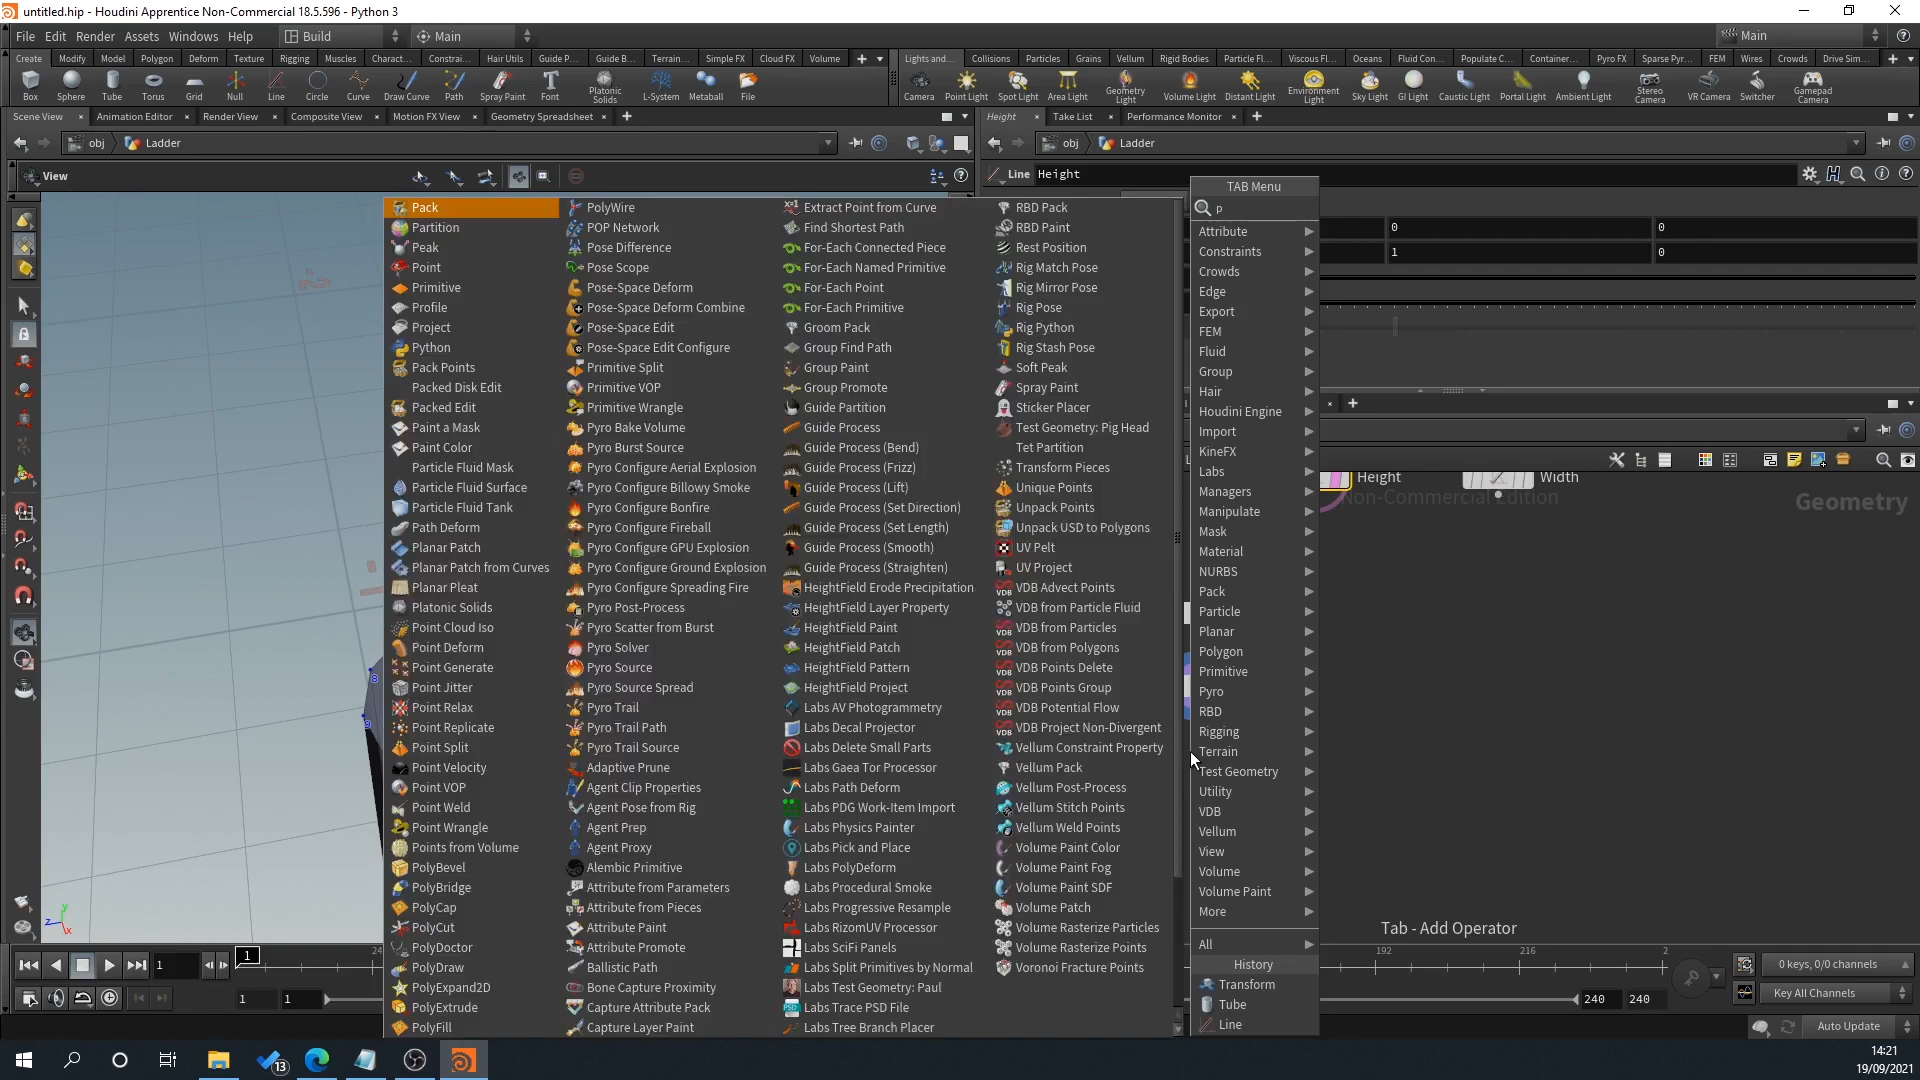 untitled.hip - Houdini Apprentice Non-Commercial 18.5.596 - Python 3
File Edit Render Assets Windows Help Build Main Main
Create Modify Model Polygon Deform Texture Rigging Muscles Charact... Constrai... Hair Utils Guide P... Guide B... Terrain... Simple FX Cloud FX Volume
Lights and... Collisions Particles Grains Vellum Rigid Bodies Particle Fl... Viscous Fl... Oceans Fluid Con... Populate C... Container... Pyro FX Sparse Pyr... FEM Wires Crowds Drive Sim...
Box Sphere Tube Torus Grid Null Line Circle Curve Draw Curve Path Spray Paint Font Platonic Solids L-System Metaball File
Camera Point Light Spot Light Area Light Geometry Light Volume Light Distant Light Environment Light Sky Light GI Light Caustic Light Portal Light Ambient Light Stereo Camera VR Camera Switcher Gamepad Camera
Scene View Animation Editor Render View Composite View Motion FX View Geometry Spreadsheet
Height Take List Performance Monitor
obj Ladder
obj Ladder
View
Line Height
0 0
1 0
TAB Menu
p
Attribute
Constraints
Crowds
Edge
Export
FEM
Fluid
Group
Hair
Houdini Engine
Import
KineFX
Labs
Managers
Manipulate
Mask
Material
NURBS
Pack
Particle
Planar
Polygon
Primitive
Pyro
RBD
Rigging
Terrain
Test Geometry
Utility
VDB
Vellum
View
Volume
Volume Paint
More
All
History
Transform
Tube
Line
Pack
Partition
Peak
Point
Primitive
Profile
Project
Python
Pack Points
Packed Disk Edit
Packed Edit
Paint a Mask
Paint Color
Particle Fluid Mask
Particle Fluid Surface
Particle Fluid Tank
Path Deform
Planar Patch
Planar Patch from Curves
Planar Pleat
Platonic Solids
Point Cloud Iso
Point Deform
Point Generate
Point Jitter
Point Relax
Point Replicate
Point Split
Point Velocity
Point VOP
Point Weld
Point Wrangle
Points from Volume
PolyBevel
PolyBridge
PolyCap
PolyCut
PolyDoctor
PolyDraw
PolyExpand2D
PolyExtrude
PolyFill
PolyWire
POP Network
Pose Difference
Pose Scope
Pose-Space Deform
Pose-Space Deform Combine
Pose-Space Edit
Pose-Space Edit Configure
Primitive Split
Primitive VOP
Primitive Wrangle
Pyro Bake Volume
Pyro Burst Source
Pyro Configure Aerial Explosion
Pyro Configure Billowy Smoke
Pyro Configure Bonfire
Pyro Configure Fireball
Pyro Configure GPU Explosion
Pyro Configure Ground Explosion
Pyro Configure Spreading Fire
Pyro Post-Process
Pyro Scatter from Burst
Pyro Solver
Pyro Source
Pyro Source Spread
Pyro Trail
Pyro Trail Path
Pyro Trail Source
Adaptive Prune
Agent Clip Properties
Agent Pose from Rig
Agent Prep
Agent Proxy
Alembic Primitive
Attribute from Parameters
Attribute from Pieces
Attribute Paint
Attribute Promote
Ballistic Path
Bone Capture Proximity
Capture Attribute Pack
Capture Layer Paint
Extract Point from Curve
Find Shortest Path
For-Each Connected Piece
For-Each Named Primitive
For-Each Point
For-Each Primitive
Groom Pack
Group Find Path
Group Paint
Group Promote
Guide Partition
Guide Process
Guide Process (Bend)
Guide Process (Frizz)
Guide Process (Lift)
Guide Process (Set Direction)
Guide Process (Set Length)
Guide Process (Smooth)
Guide Process (Straighten)
HeightField Erode Precipitation
HeightField Layer Property
HeightField Paint
HeightField Patch
HeightField Pattern
HeightField Project
Labs AV Photogrammetry
Labs Decal Projector
Labs Delete Small Parts
Labs Gaea Tor Processor
Labs Path Deform
Labs PDG Work-Item Import
Labs Physics Painter
Labs Pick and Place
Labs PolyDeform
Labs Procedural Smoke
Labs Progressive Resample
Labs RizomUV Processor
Labs SciFi Panels
Labs Split Primitives by Normal
Labs Test Geometry: Paul
Labs Trace PSD File
Labs Tree Branch Placer
RBD Pack
RBD Paint
Rest Position
Rig Match Pose
Rig Mirror Pose
Rig Pose
Rig Python
Rig Stash Pose
Soft Peak
Spray Paint
Sticker Placer
Test Geometry: Pig Head
Tet Partition
Transform Pieces
Unique Points
Unpack Points
Unpack USD to Polygons
UV Pelt
UV Project
VDB Advect Points
VDB from Particle Fluid
VDB from Particles
VDB from Polygons
VDB Points Delete
VDB Points Group
VDB Potential Flow
VDB Project Non-Divergent
Vellum Constraint Property
Vellum Pack
Vellum Post-Process
Vellum Stitch Points
Vellum Weld Points
Volume Paint Color
Volume Paint Fog
Volume Paint SDF
Volume Patch
Volume Rasterize Particles
Volume Rasterize Points
Voronoi Fracture Points
Height Width
Non-Commercial Edition
Geometry
8
9
y
z x
Tab - Add Operator
1 1 24 192 216 2
0 keys, 0/0 channels
1 1 240 240 Key All Channels
Auto Update
13
14:21
19/09/2021